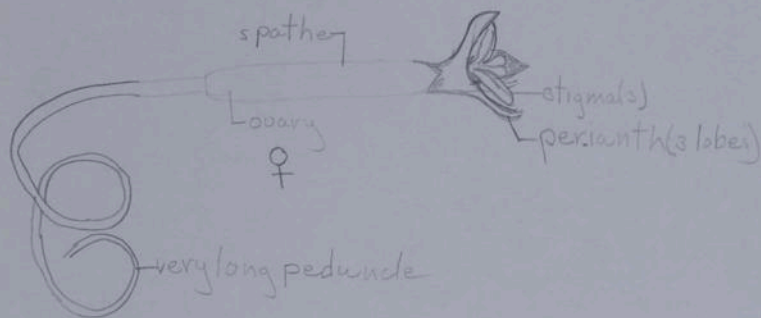 spathe
stigma(s)
ovary
perianth(3 lobes)
♀
very long peduncle